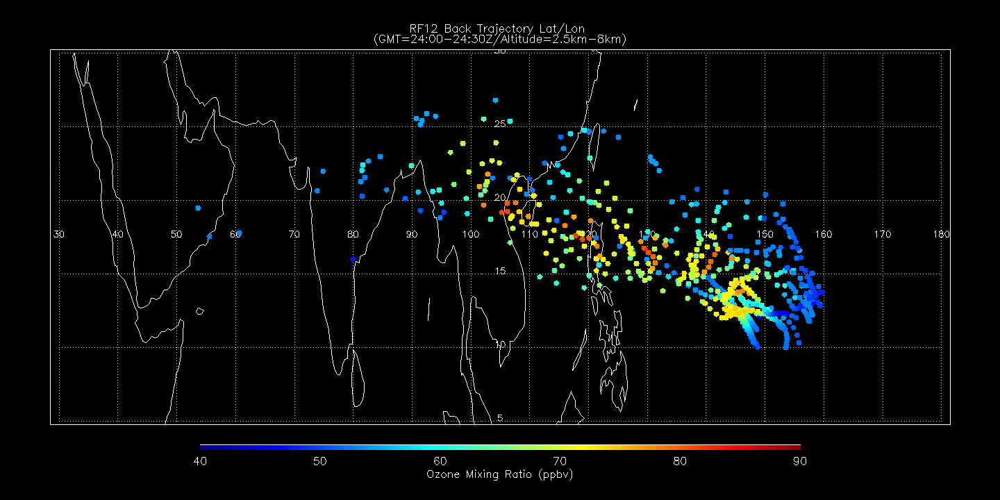 RF12 Back Trajectory Lat/Lon
(GMT=24:00-24:30Z/Altitude=2.5km-8km)
30
25
20
30 40 50 60 70 80 90 100 110 120 130 140 150 160 170 180
15
10
5
40 50 60 70 80 90
Ozone Mixing Ratio (ppbv)